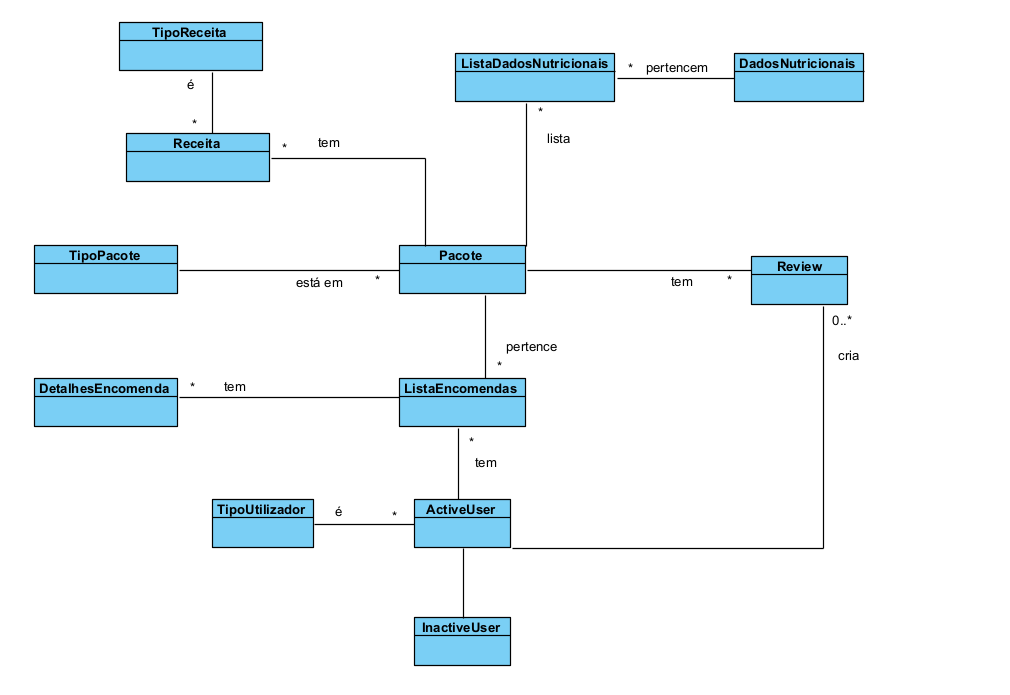 TipoReceita
ListaDadosNutricionais
* pertencem
DadosNutricionais
é
*
*
lista
Receita
* tem
TipoPacote
está em *
Pacote
tem *
Review
0..*
cria
pertence
*
DetalhesEncomenda
* tem
ListaEncomendas
*
tem
TipoUtilizador
é *
ActiveUser
InactiveUser